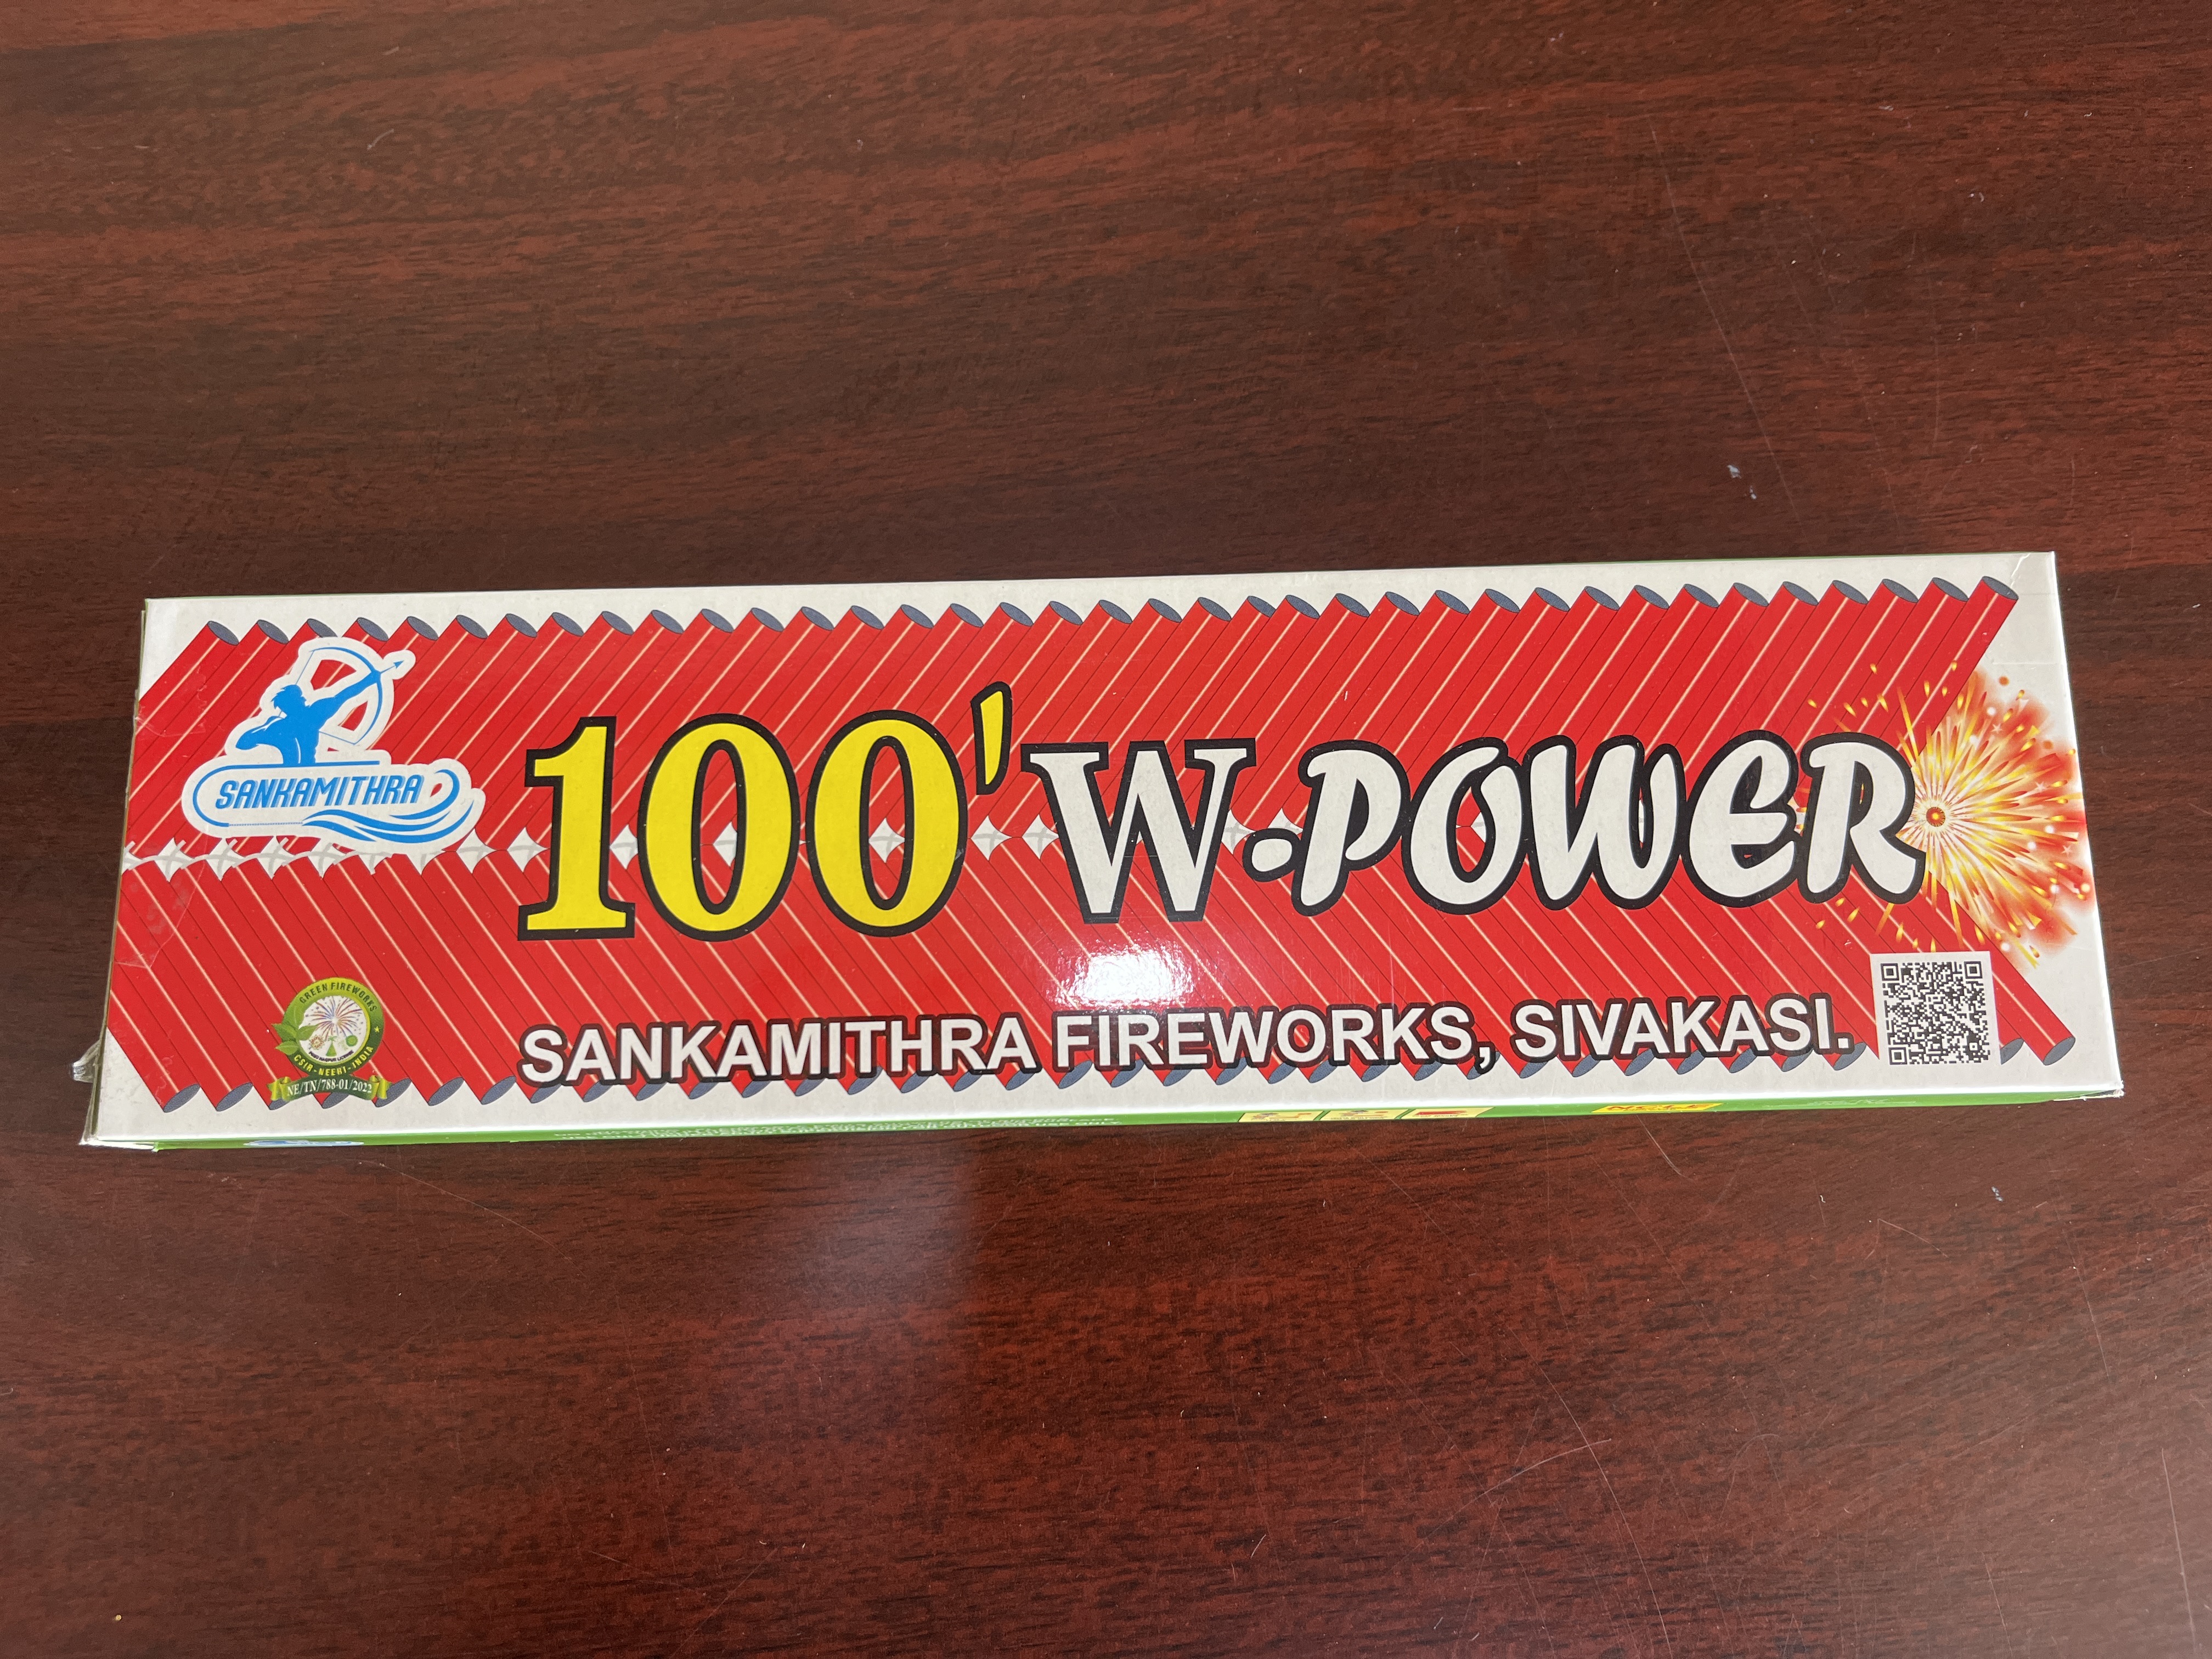 SANKAMITHRA
100' W-POWER
GREEN FIREWORKS
CSIR - NEERI - INDIA
NE/TN/788-01/2022
SANKAMITHRA FIREWORKS, SIVAKASI.